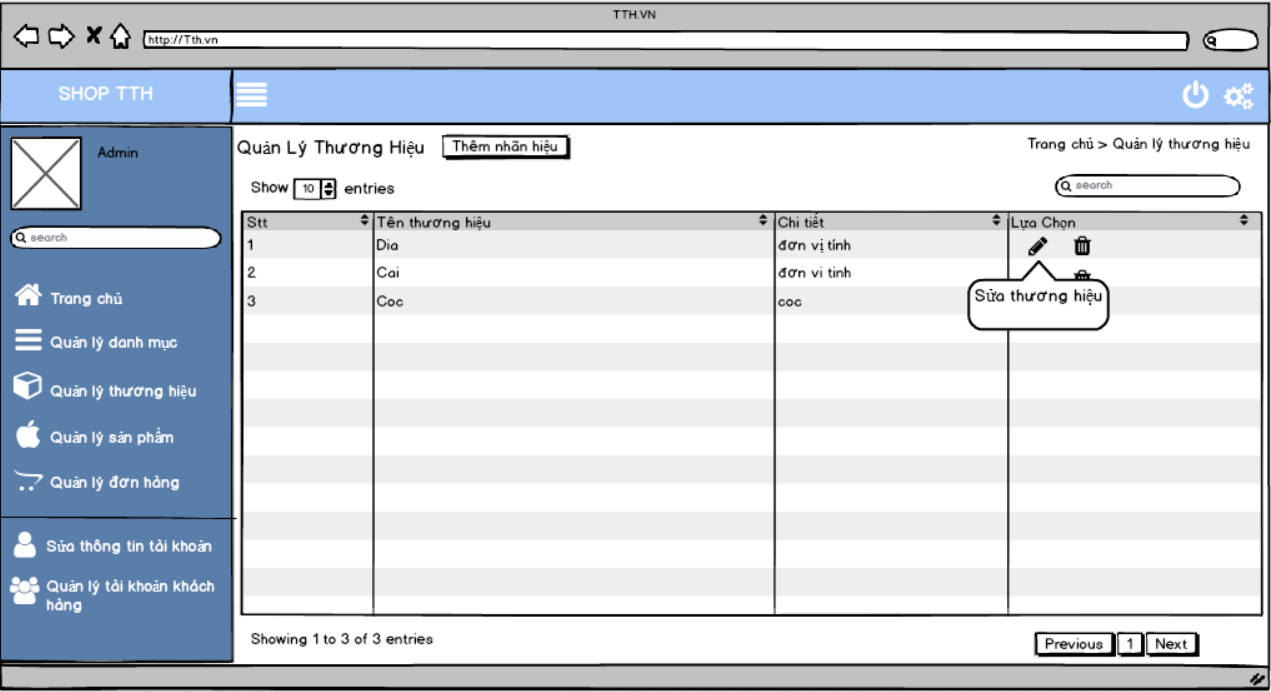 TTH.VN
http://Tth.vn
SHOP TTH
Admin
search
Trang chủ
Quản lý danh mục
Quản lý thương hiệu
Quản lý sản phẩm
Quản lý đơn hàng
Sửa thông tin tài khoản
Quản lý tài khoản khách
hàng
Quản Lý Thương Hiệu Thêm nhãn hiệu
Trang chủ > Quản lý thương hiệu
Show 10 entries
search
Stt Tên thương hiệu Chi tiết Lựa Chọn
1 Dia đơn vị tính
2 Cai đơn vi tinh
3 Coc coc
Sửa thương hiệu
Showing 1 to 3 of 3 entries
Previous 1 Next